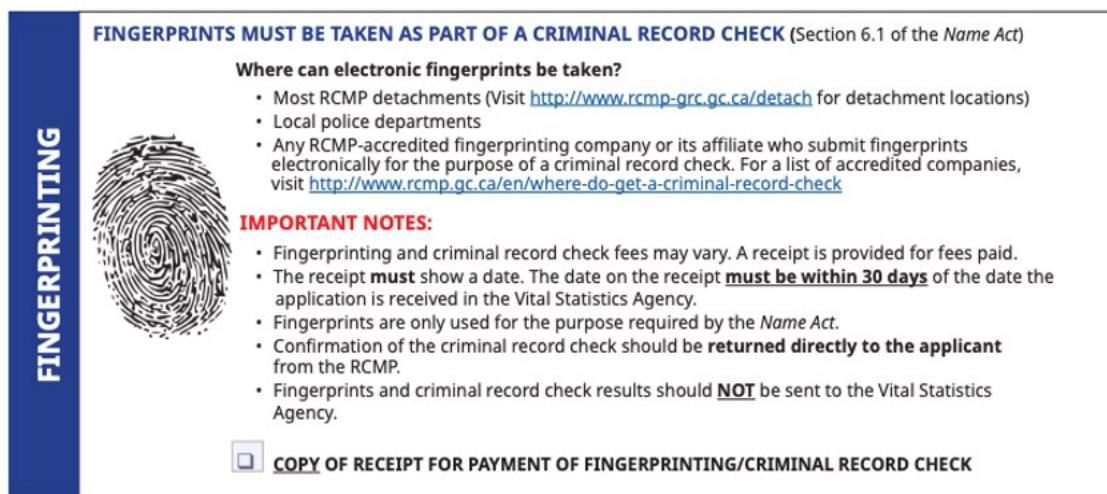 FINGERPRINTING
FINGERPRINTS MUST BE TAKEN AS PART OF A CRIMINAL RECORD CHECK (Section 6.1 of the Name Act)
Where can electronic fingerprints be taken?
• Most RCMP detachments (Visit http://www.rcmp-grc.gc.ca/detach for detachment locations)
• Local police departments
• Any RCMP-accredited fingerprinting company or its affiliate who submit fingerprints
electronically for the purpose of a criminal record check. For a list of accredited companies,
visit http://www.rcmp.gc.ca/en/where-do-get-a-criminal-record-check
IMPORTANT NOTES:
• Fingerprinting and criminal record check fees may vary. A receipt is provided for fees paid.
• The receipt must show a date. The date on the receipt must be within 30 days of the date the
application is received in the Vital Statistics Agency.
• Fingerprints are only used for the purpose required by the Name Act.
• Confirmation of the criminal record check should be returned directly to the applicant
from the RCMP.
• Fingerprints and criminal record check results should NOT be sent to the Vital Statistics
Agency.
❑ COPY OF RECEIPT FOR PAYMENT OF FINGERPRINTING/CRIMINAL RECORD CHECK